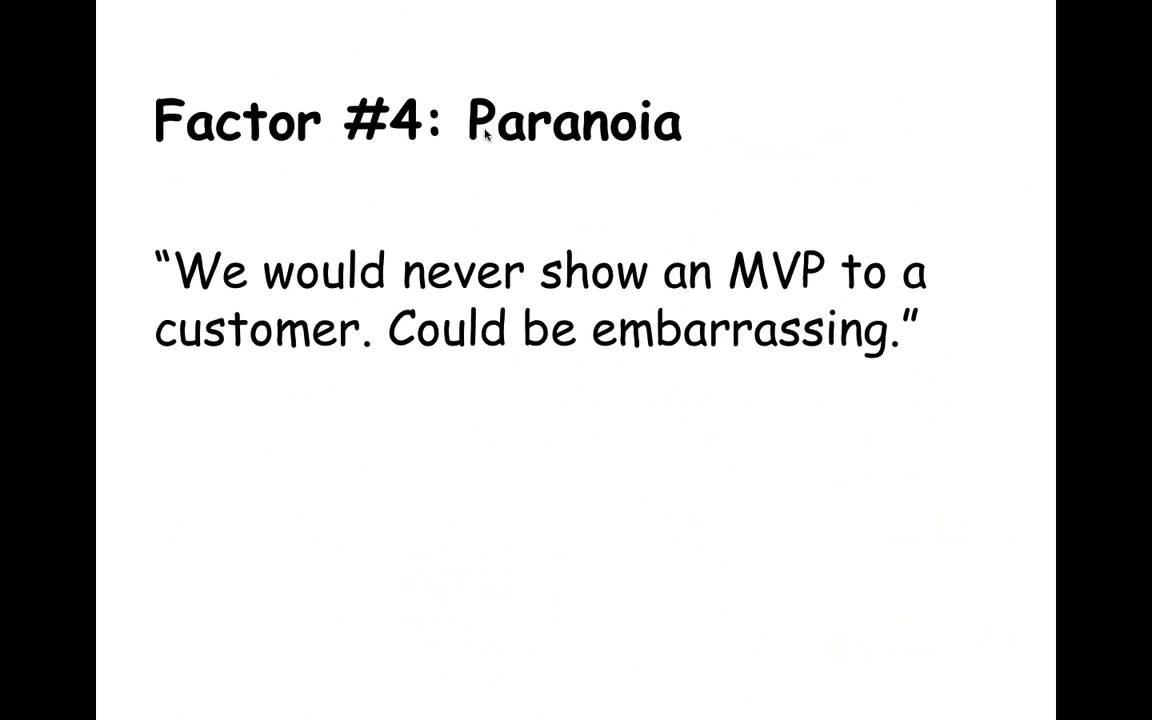 Factor #4: Paranoia
“We would never show an MVP to a
customer. Could be embarrassing.”